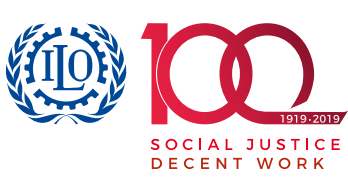 ILO
100
1919-2019
SOCIAL JUSTICE
DECENT WORK